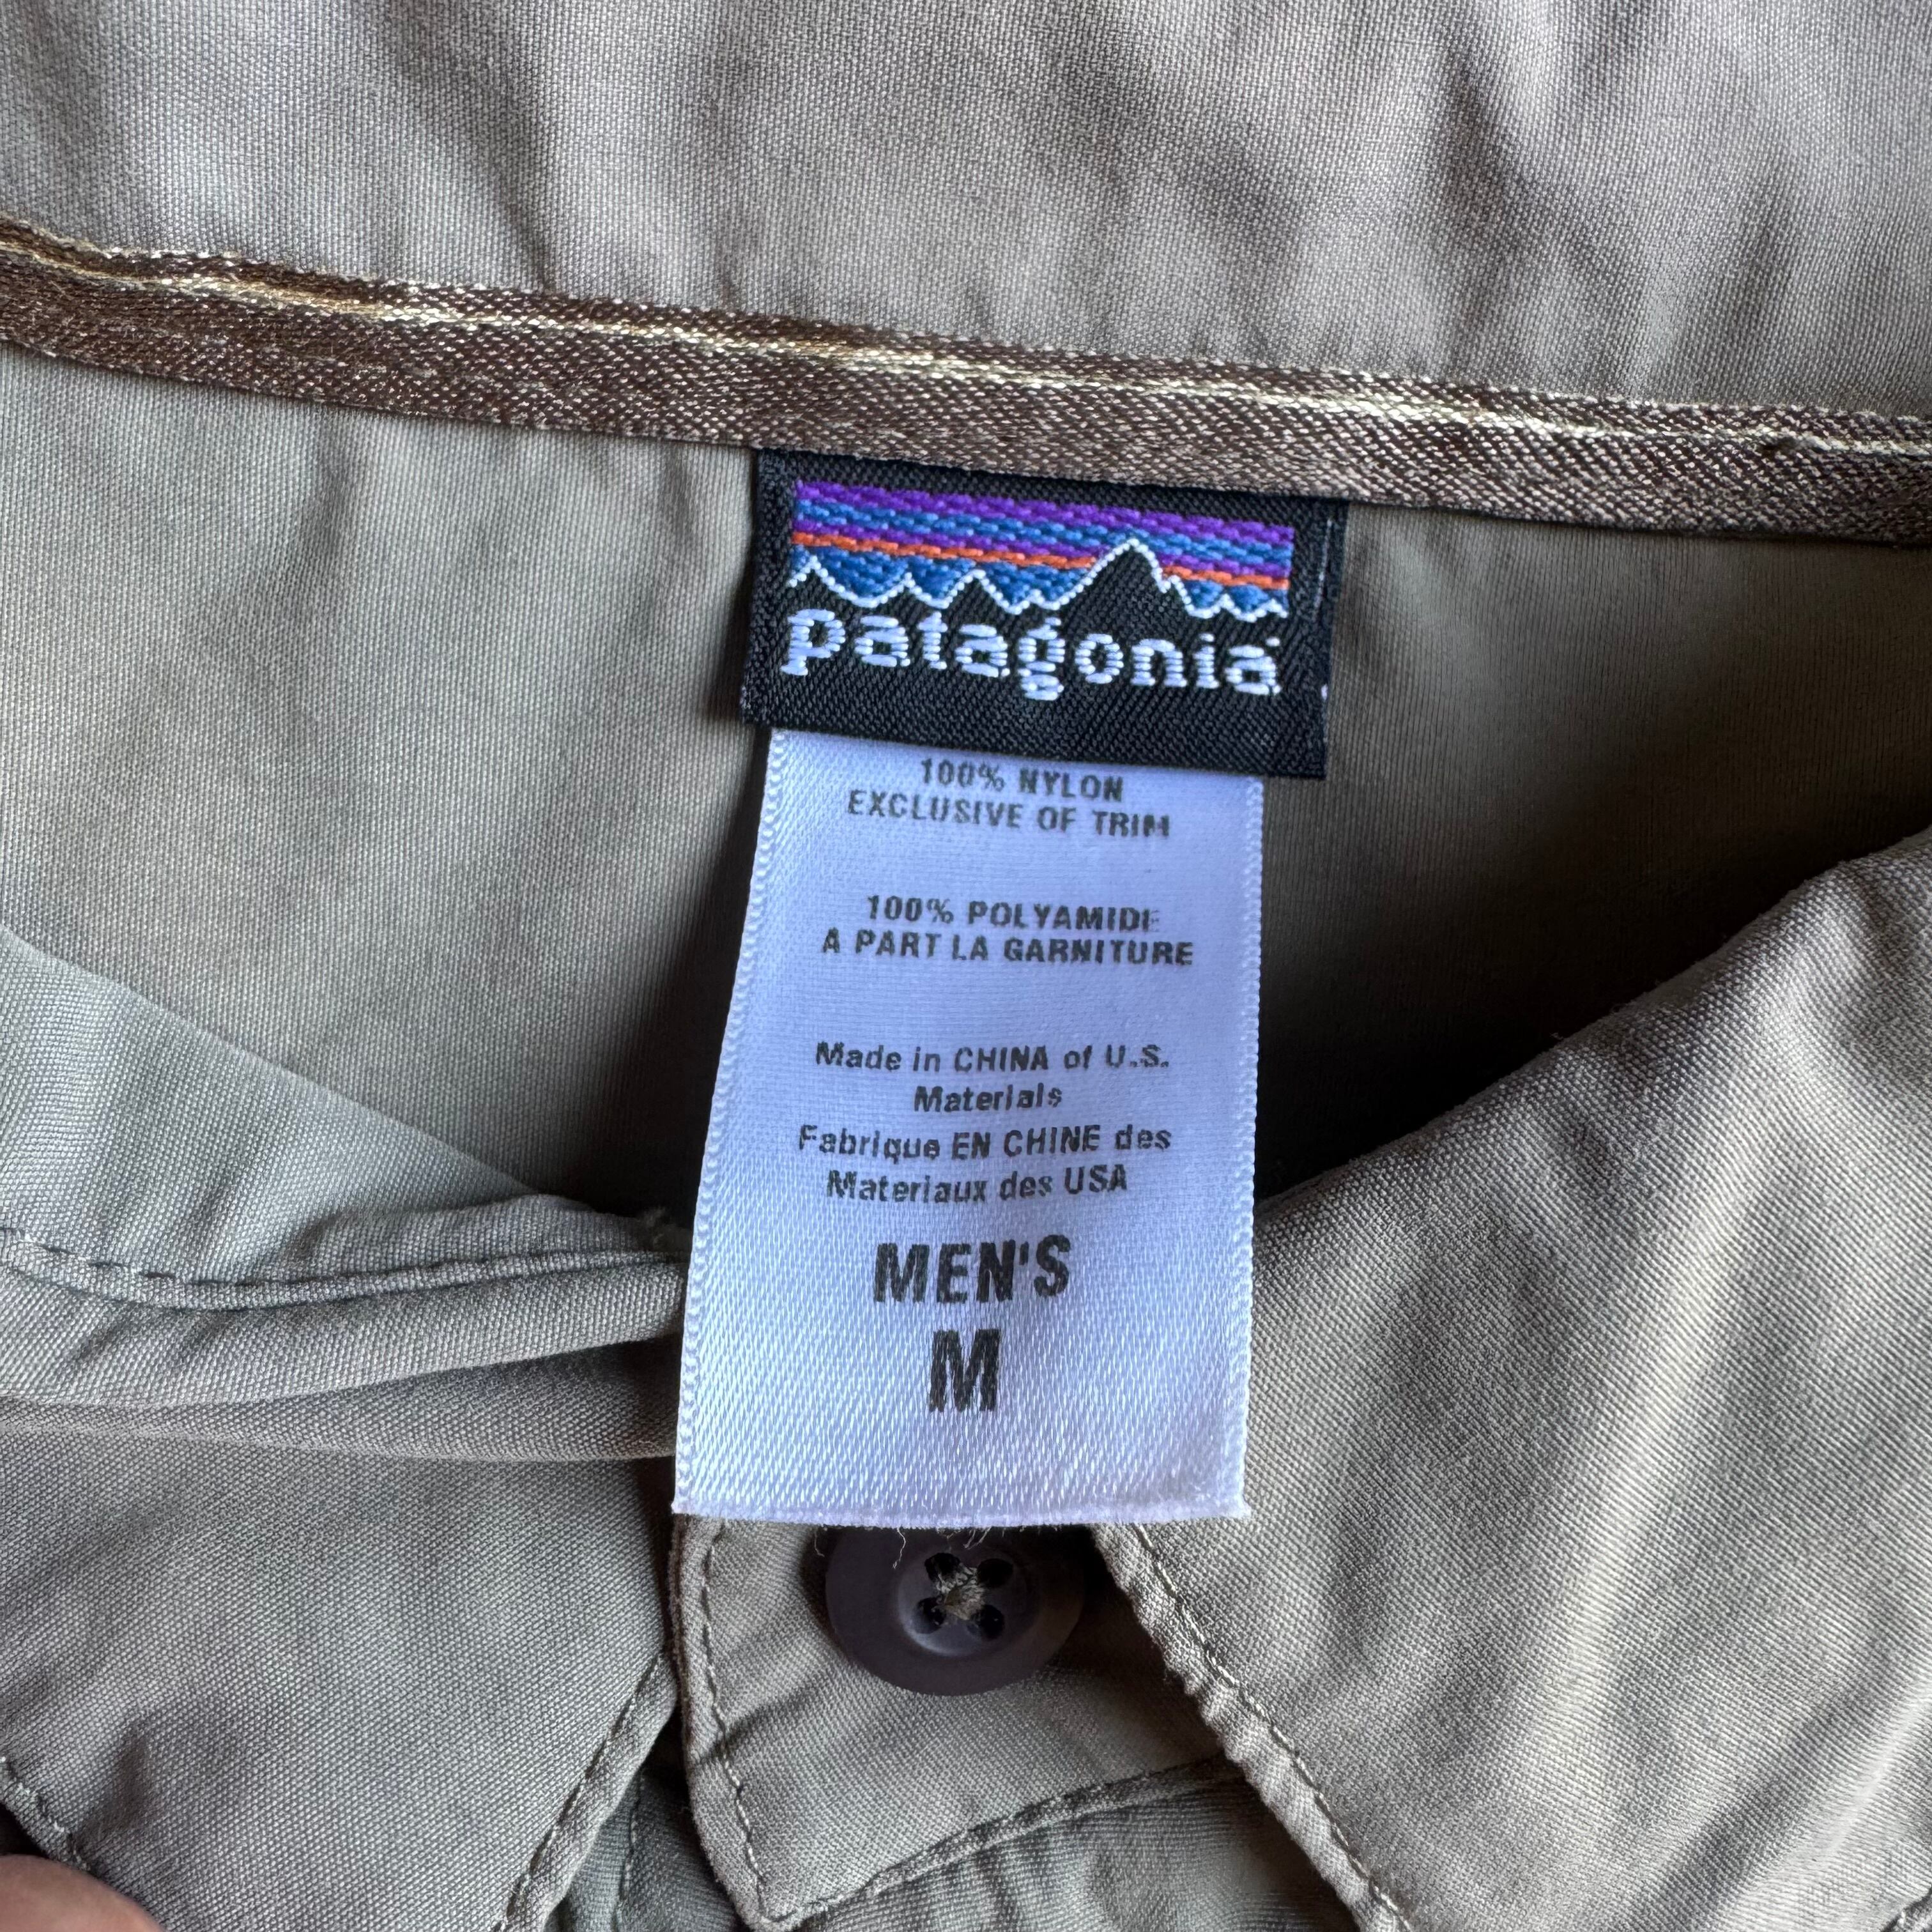 patagonia
100% NYLON
EXCLUSIVE OF TRIM
100% POLYAMIDE
A PART LA GARNITURE
Made in CHINA of U.S.
Materials
Fabrique EN CHINE des
Materiaux des USA
MEN'S
M